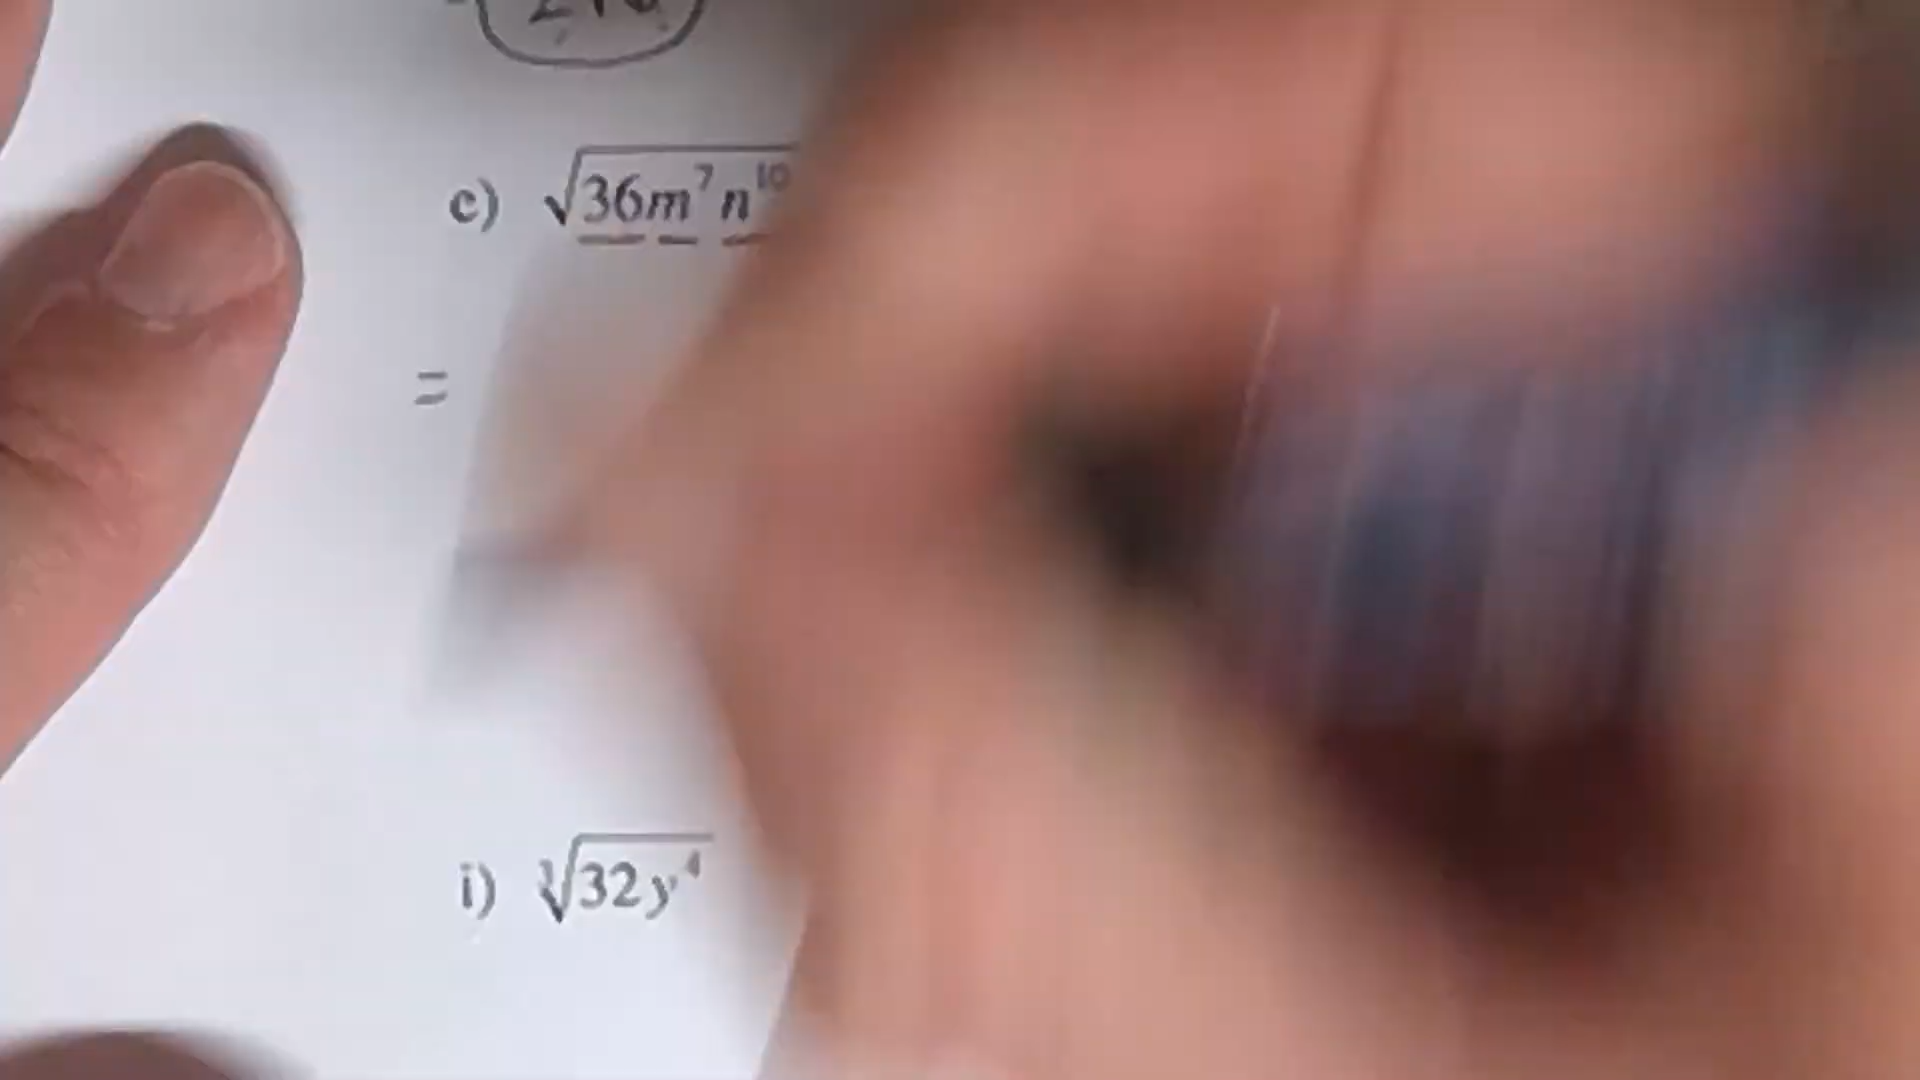 c) √36m⁷n¹⁰
=
i) ∛32y⁴